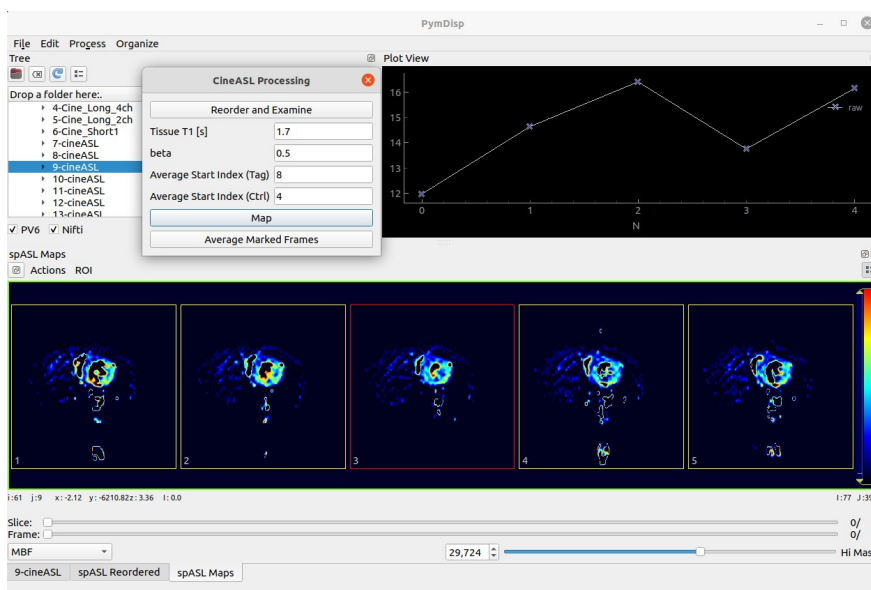 PymDisp
File Edit Process Organize
Tree
Plot View
Drop a folder here:.
4-Cine_Long_4ch
5-Cine_Long_2ch
6-Cine_Short1
7-cineASL
8-cineASL
9-cineASL
10-cineASL
11-cineASL
12-cineASL
13-cineASL
PV6 Nifti
CineASL Processing
Reorder and Examine
Tissue T1 [s] 1.7
beta 0.5
Average Start Index (Tag) 8
Average Start Index (Ctrl) 4
Map
Average Marked Frames
16
15
14
13
12
raw
0 1 2 3 4
N
spASL Maps
Actions ROI
1 2 3 4 5
i:61 j:9 x:-2.12 y:-6210.82z:3.36 I:0.0
I:77 J:39
Slice: 0/
Frame: 0/
MBF 29,724 Hi Mas
9-cineASL spASL Reordered spASL Maps